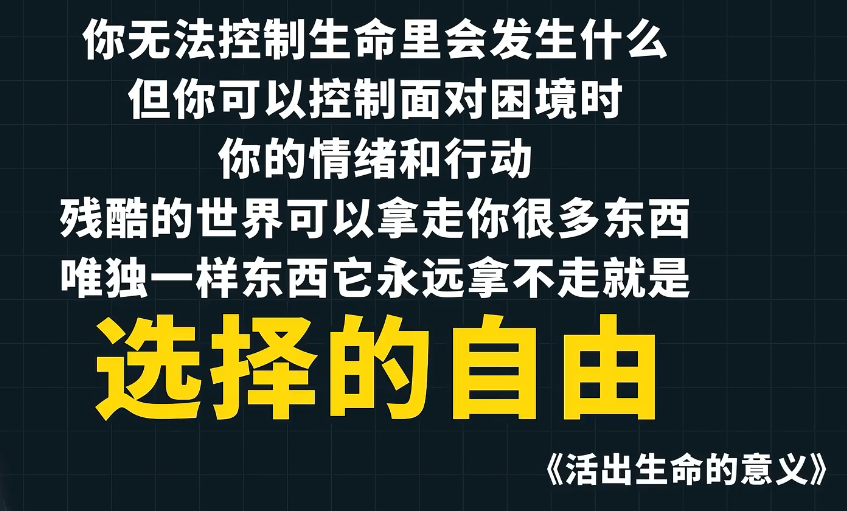 你无法控制生命里会发生什么
但你可以控制面对困境时
你的情绪和行动
残酷的世界可以拿走你很多东西
唯独一样东西它永远拿不走就是
选择的自由
《活出生命的意义》